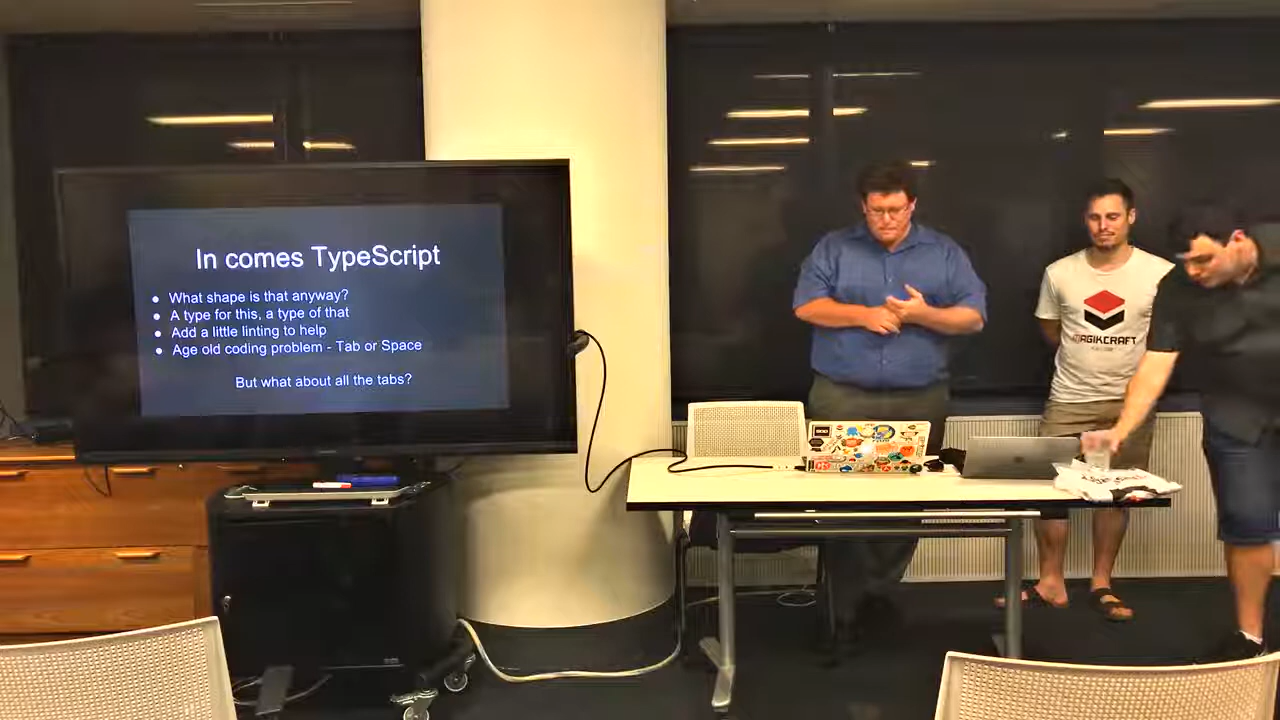 In comes TypeScript
● What shape is that anyway?
● A type for this, a type of that
● Add a little linting to help
● Age old coding problem - Tab or Space
But what about all the tabs?
MAGIKCRAFT